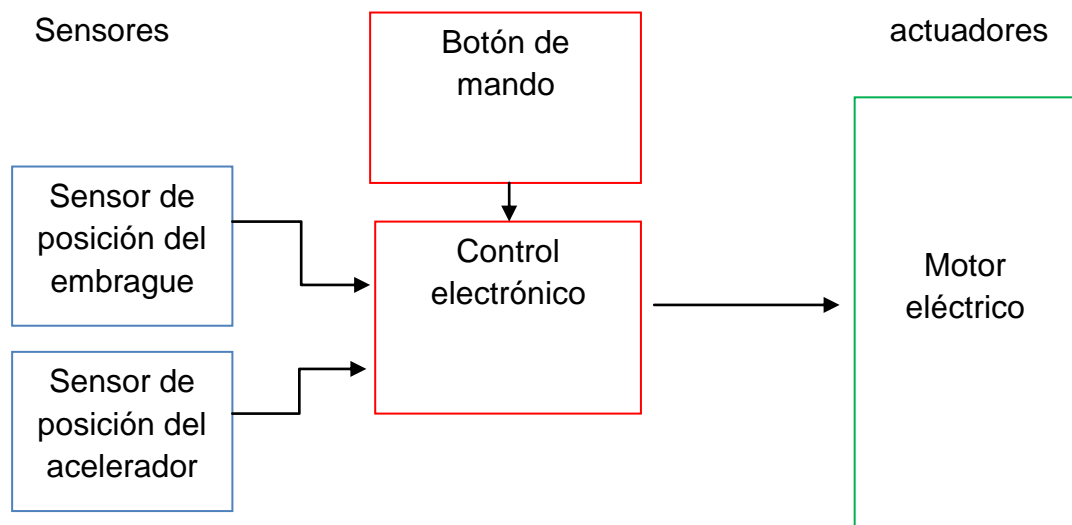 Sensores
Botón de
mando
actuadores
Sensor de
posición del
embrague
Control
electrónico
Motor
eléctrico
Sensor de
posición del
acelerador